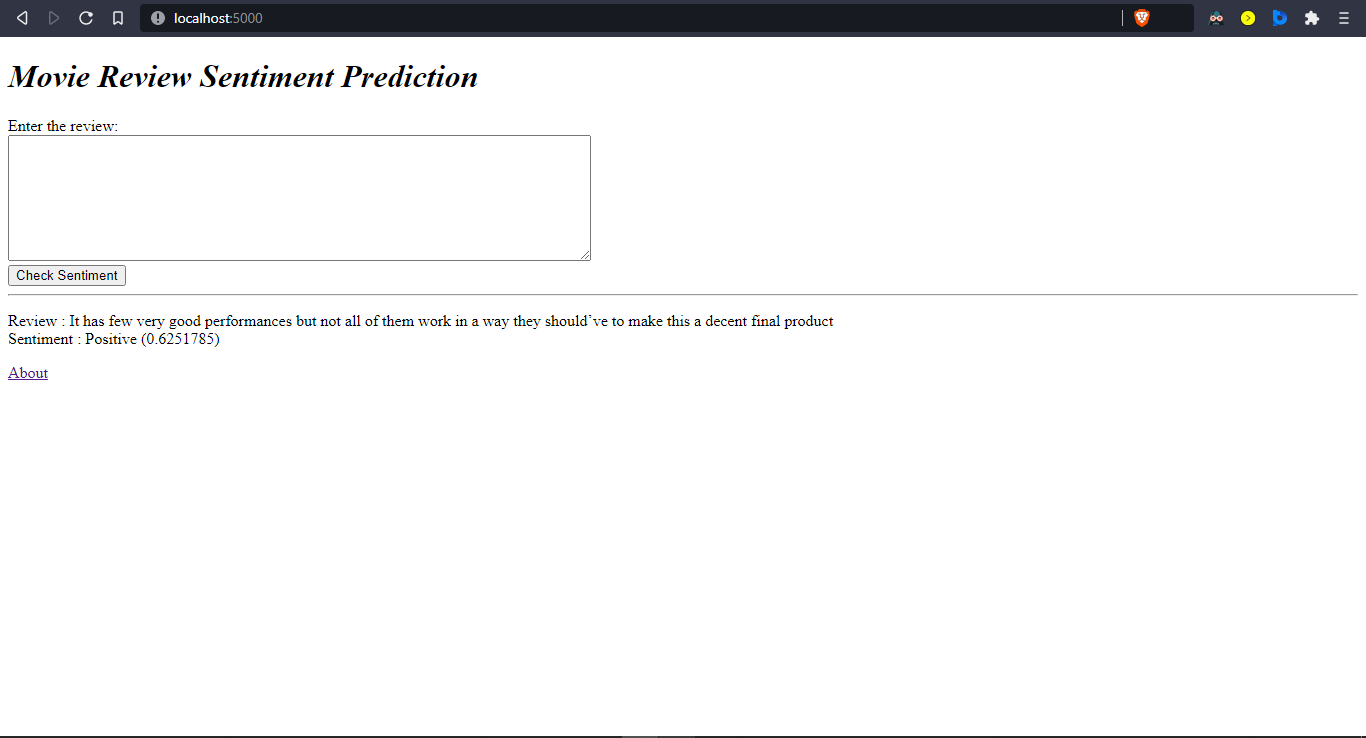 localhost:5000
Movie Review Sentiment Prediction
Enter the review:
Check Sentiment
Review : It has few very good performances but not all of them work in a way they should`ve to make this a decent final product
Sentiment : Positive (0.6251785)
About